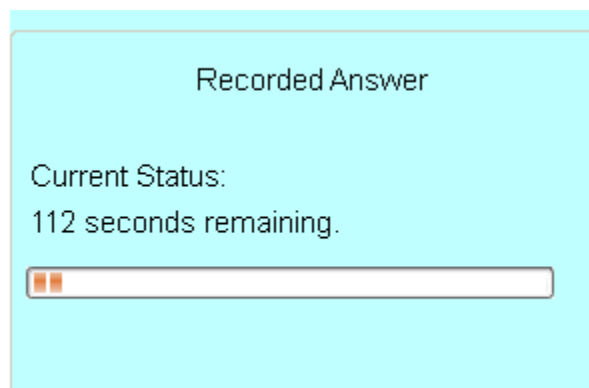 Recorded Answer
Current Status:
112 seconds remaining.